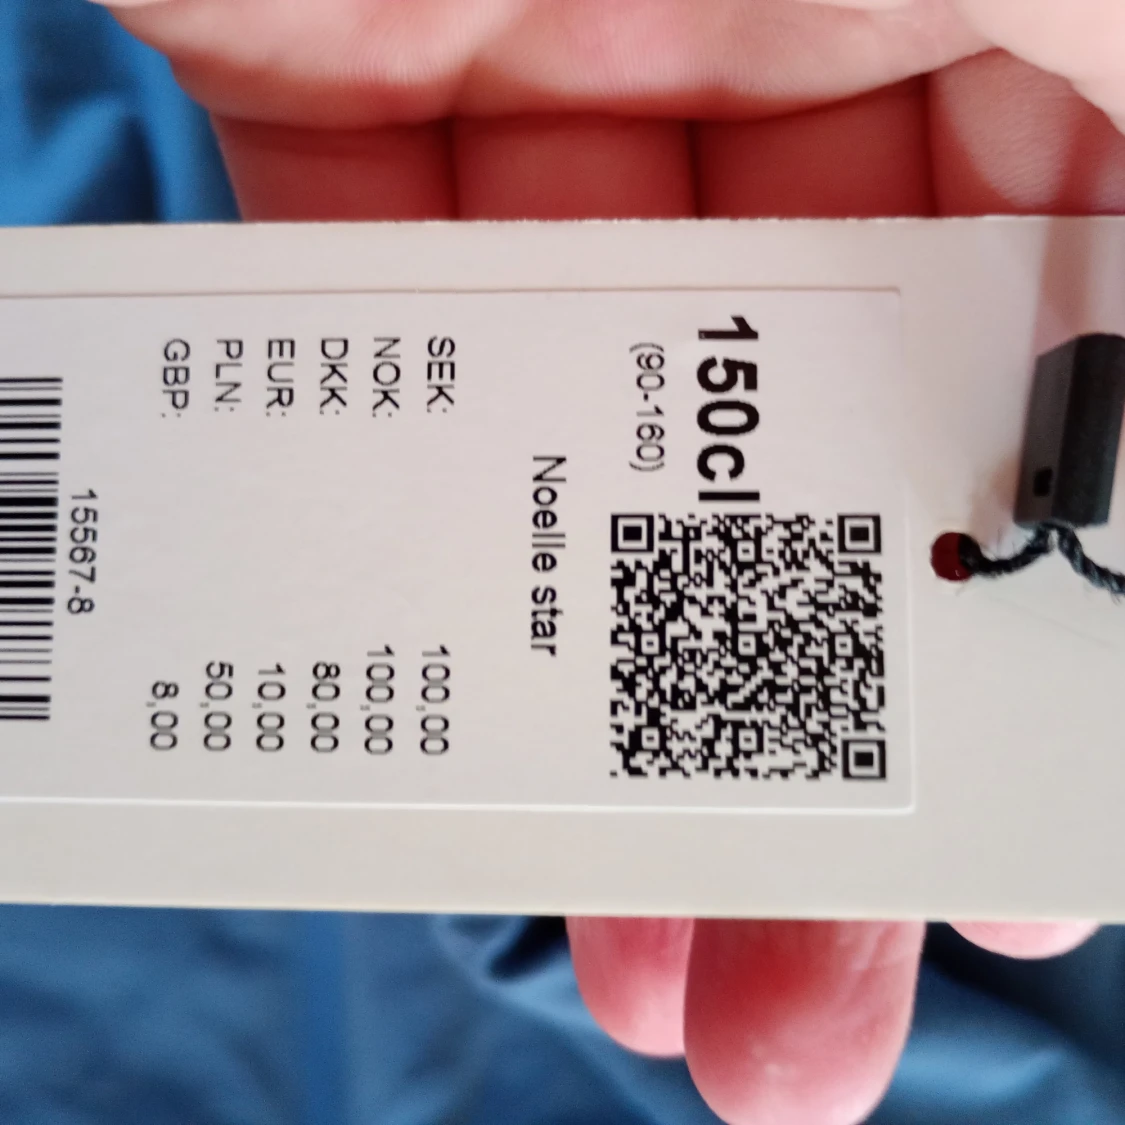 150cl
(90-160)
Noelle star
SEK: 100,00
NOK: 100,00
DKK: 80,00
EUR: 10,00
PLN: 50,00
GBP: 8,00
15567-8